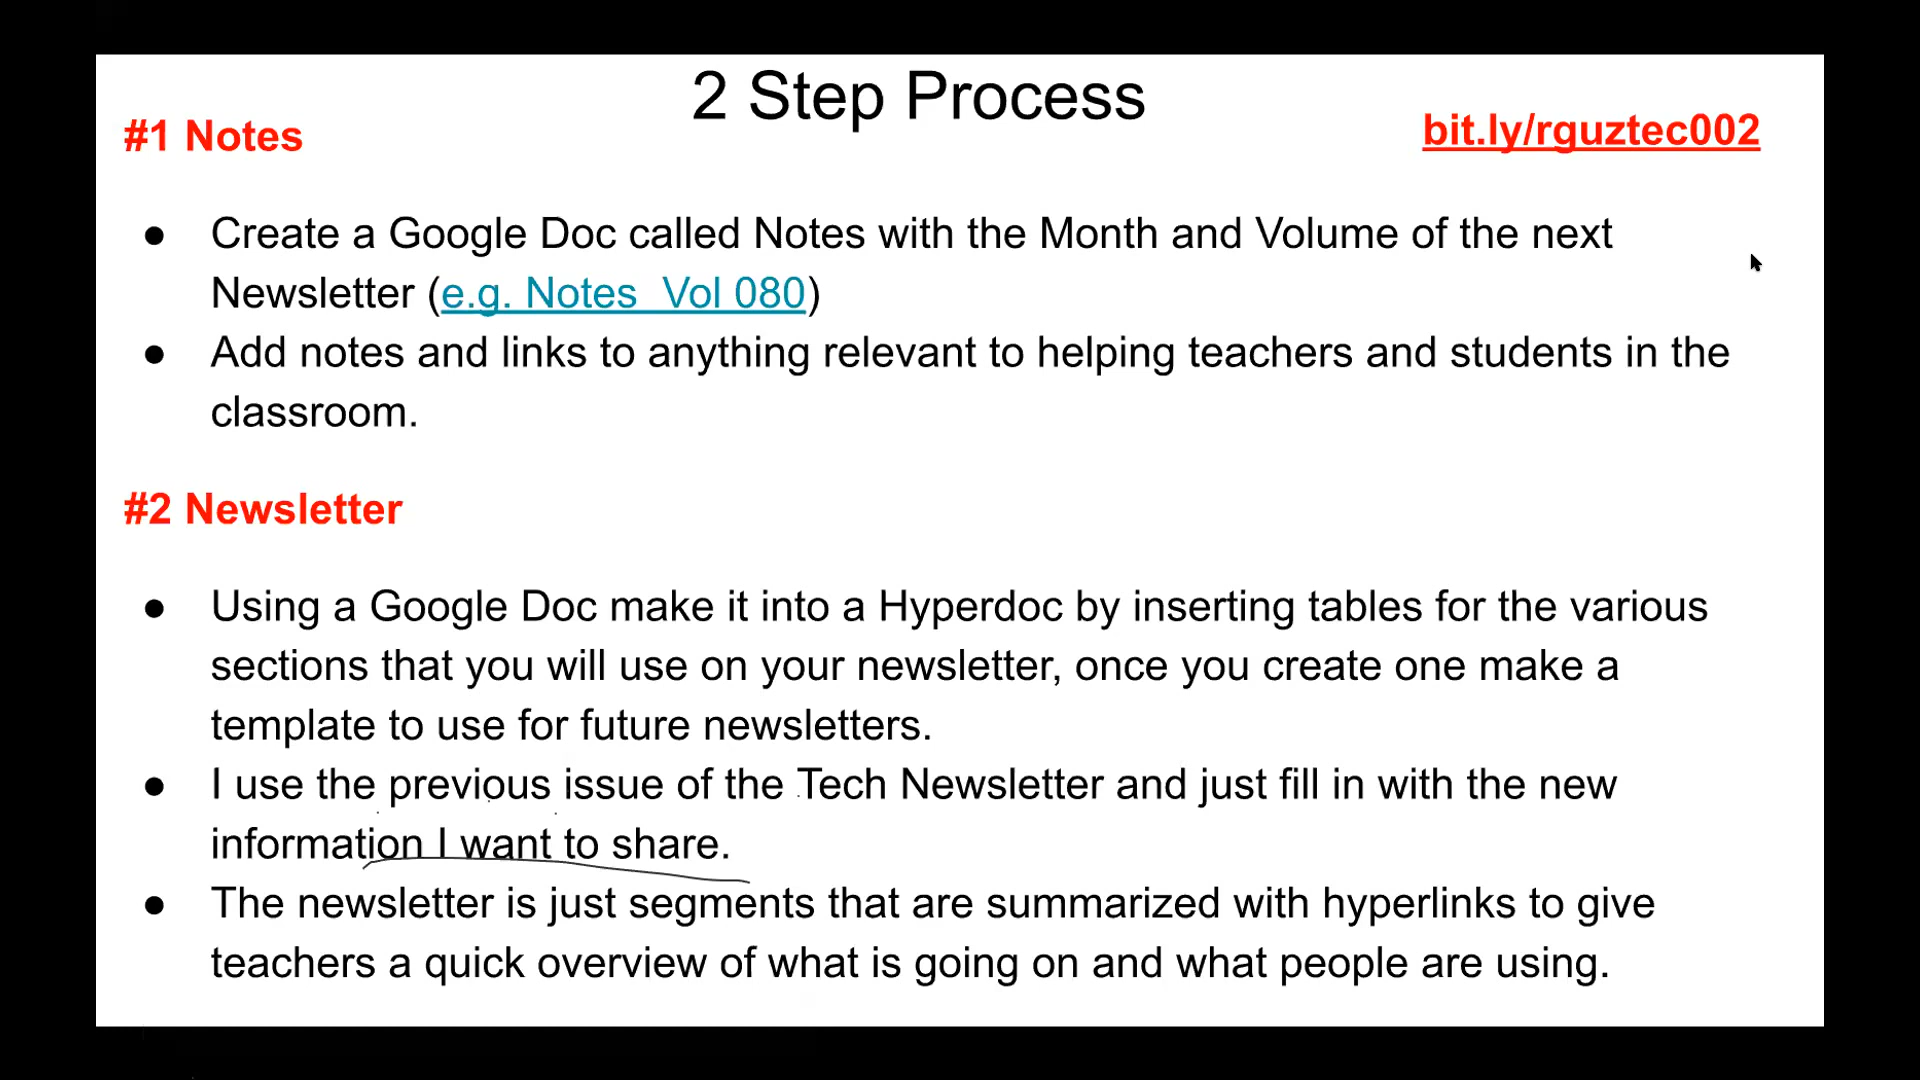 2 Step Process
#1 Notes
bit.ly/rguztec002
● Create a Google Doc called Notes with the Month and Volume of the next
Newsletter (e.g. Notes  Vol 080)
● Add notes and links to anything relevant to helping teachers and students in the
classroom.
#2 Newsletter
● Using a Google Doc make it into a Hyperdoc by inserting tables for the various
sections that you will use on your newsletter, once you create one make a
template to use for future newsletters.
● I use the previous issue of the Tech Newsletter and just fill in with the new
information I want to share.
● The newsletter is just segments that are summarized with hyperlinks to give
teachers a quick overview of what is going on and what people are using.